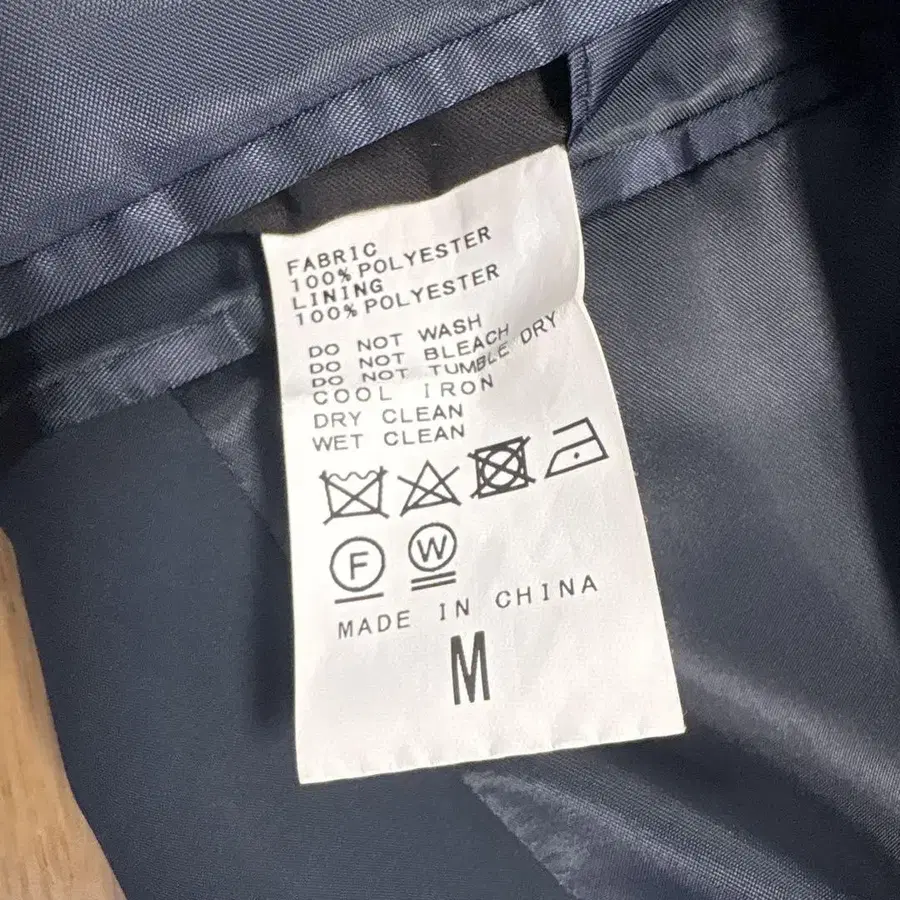 FABRIC
100%POLYESTER
LINING
100%POLYESTER
DO NOT WASH
DO NOT BLEACH
DO NOT TUMBLE DRY
COOL IRON
DRY CLEAN
WET CLEAN
F W
MADE IN CHINA
M